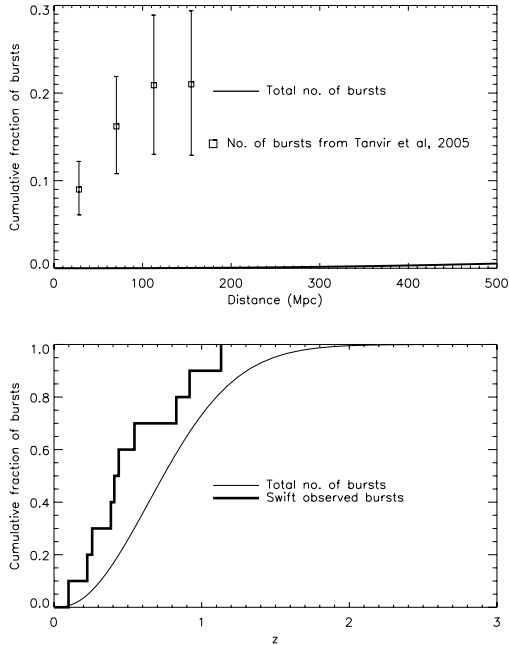 0.3
0.2
0.1
0.0
Cumulative fraction of bursts
Total no. of bursts
No. of bursts from Tanvir et al, 2005
0 100 200 300 400 500
Distance (Mpc)
1.0
0.8
0.6
0.4
0.2
0.0
Cumulative fraction of bursts
Total no. of bursts
Swift observed bursts
0 1 2 3
z